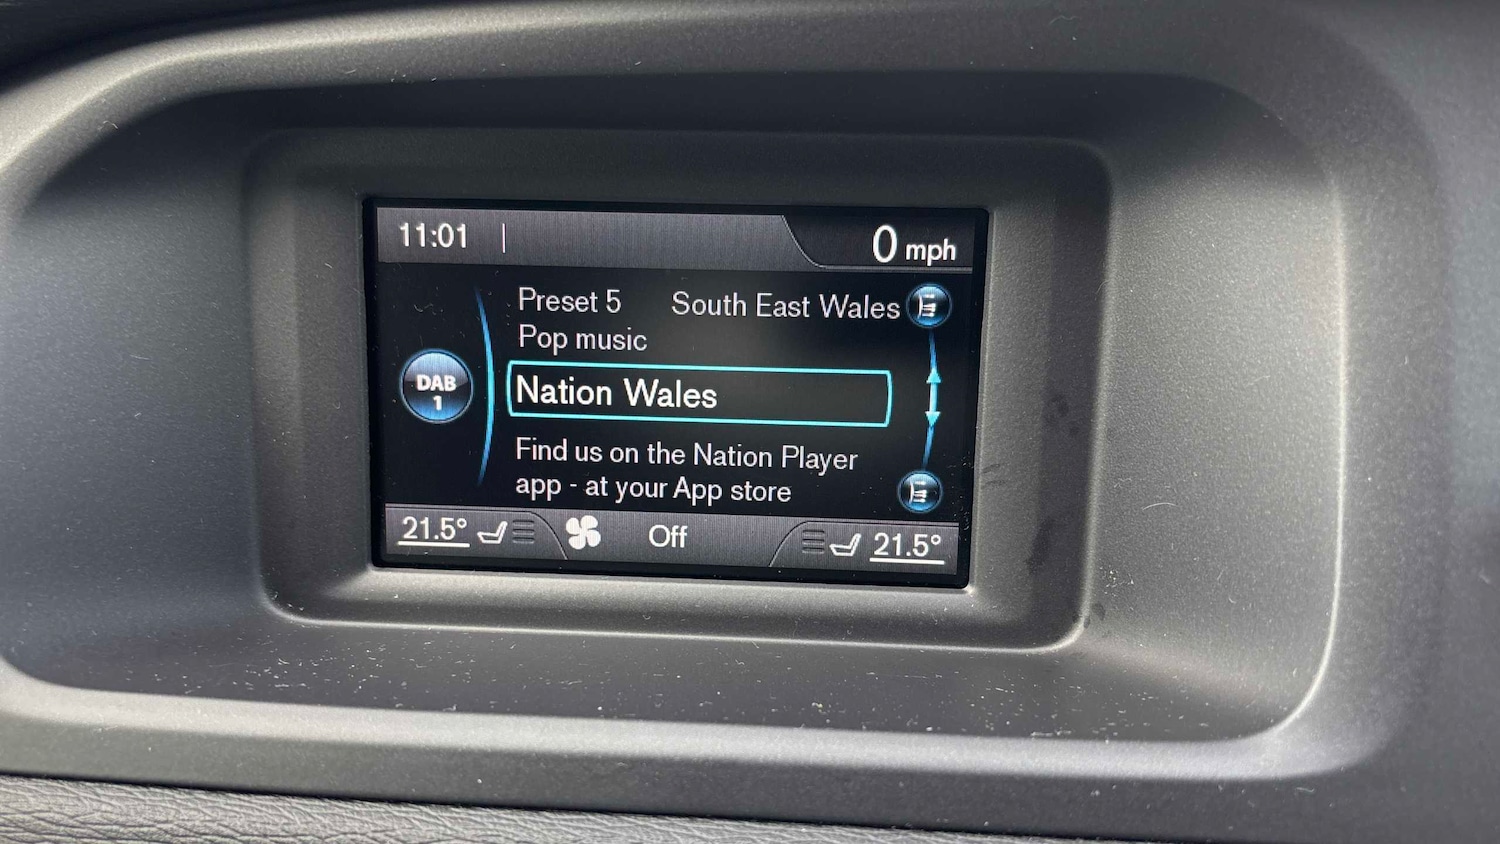 11:01
0 mph
Preset 5 South East Wales
Pop music
DAB
1
Nation Wales
Find us on the Nation Player
app - at your App store
21.5° Off 21.5°